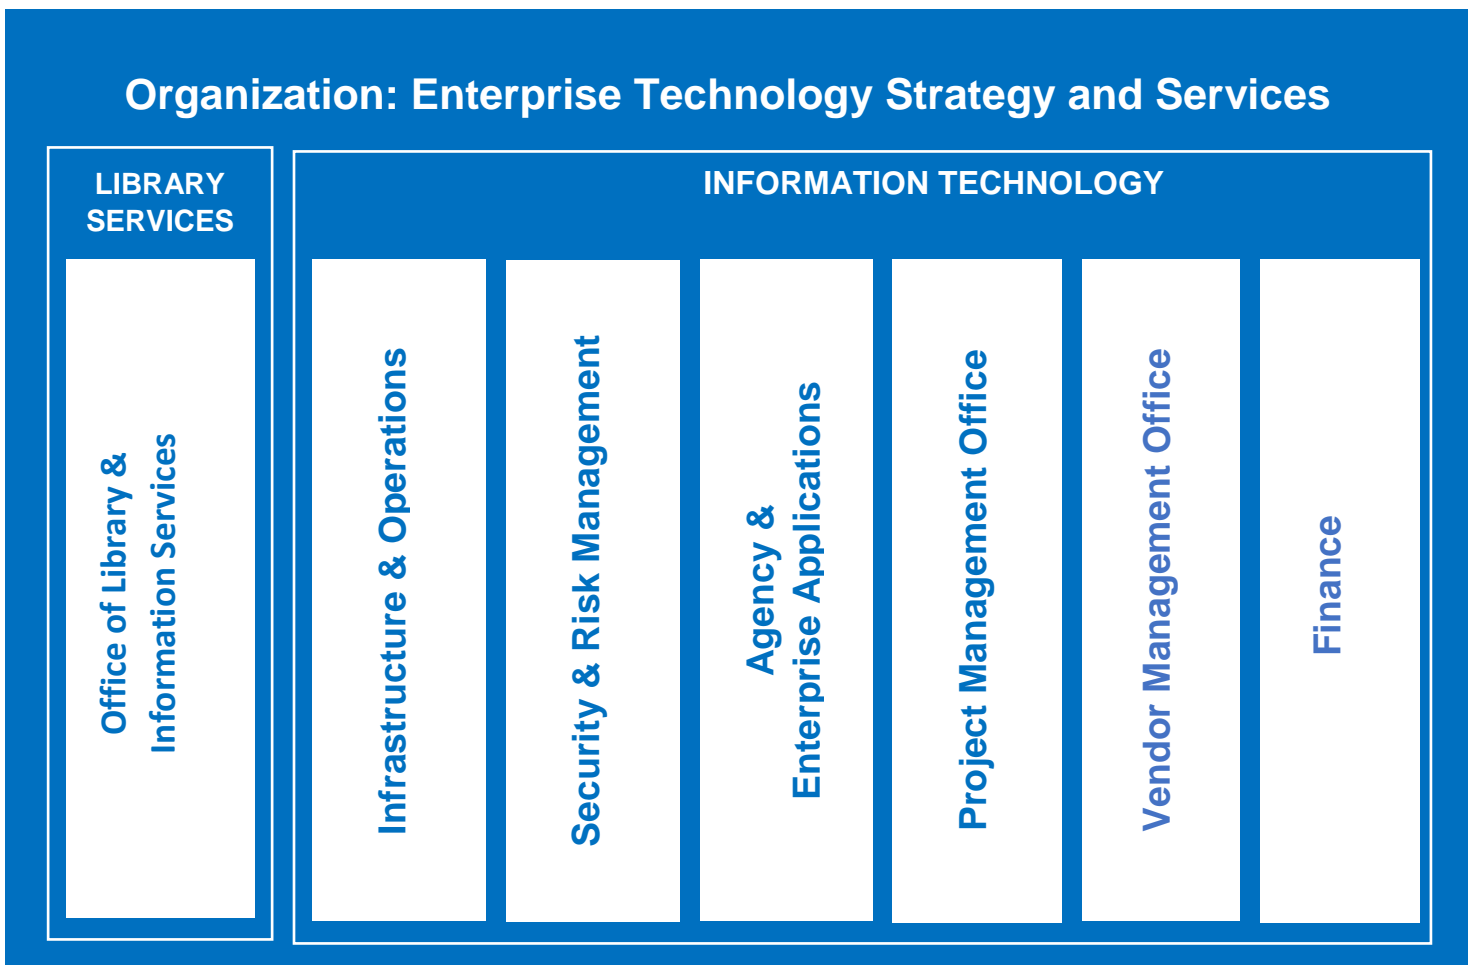 Organization: Enterprise Technology Strategy and Services
LIBRARY
SERVICES
Office of Library &
Information Services
INFORMATION TECHNOLOGY
Infrastructure & Operations
Security & Risk Management
Agency &
Enterprise Applications
Project Management Office
Vendor Management Office
Finance